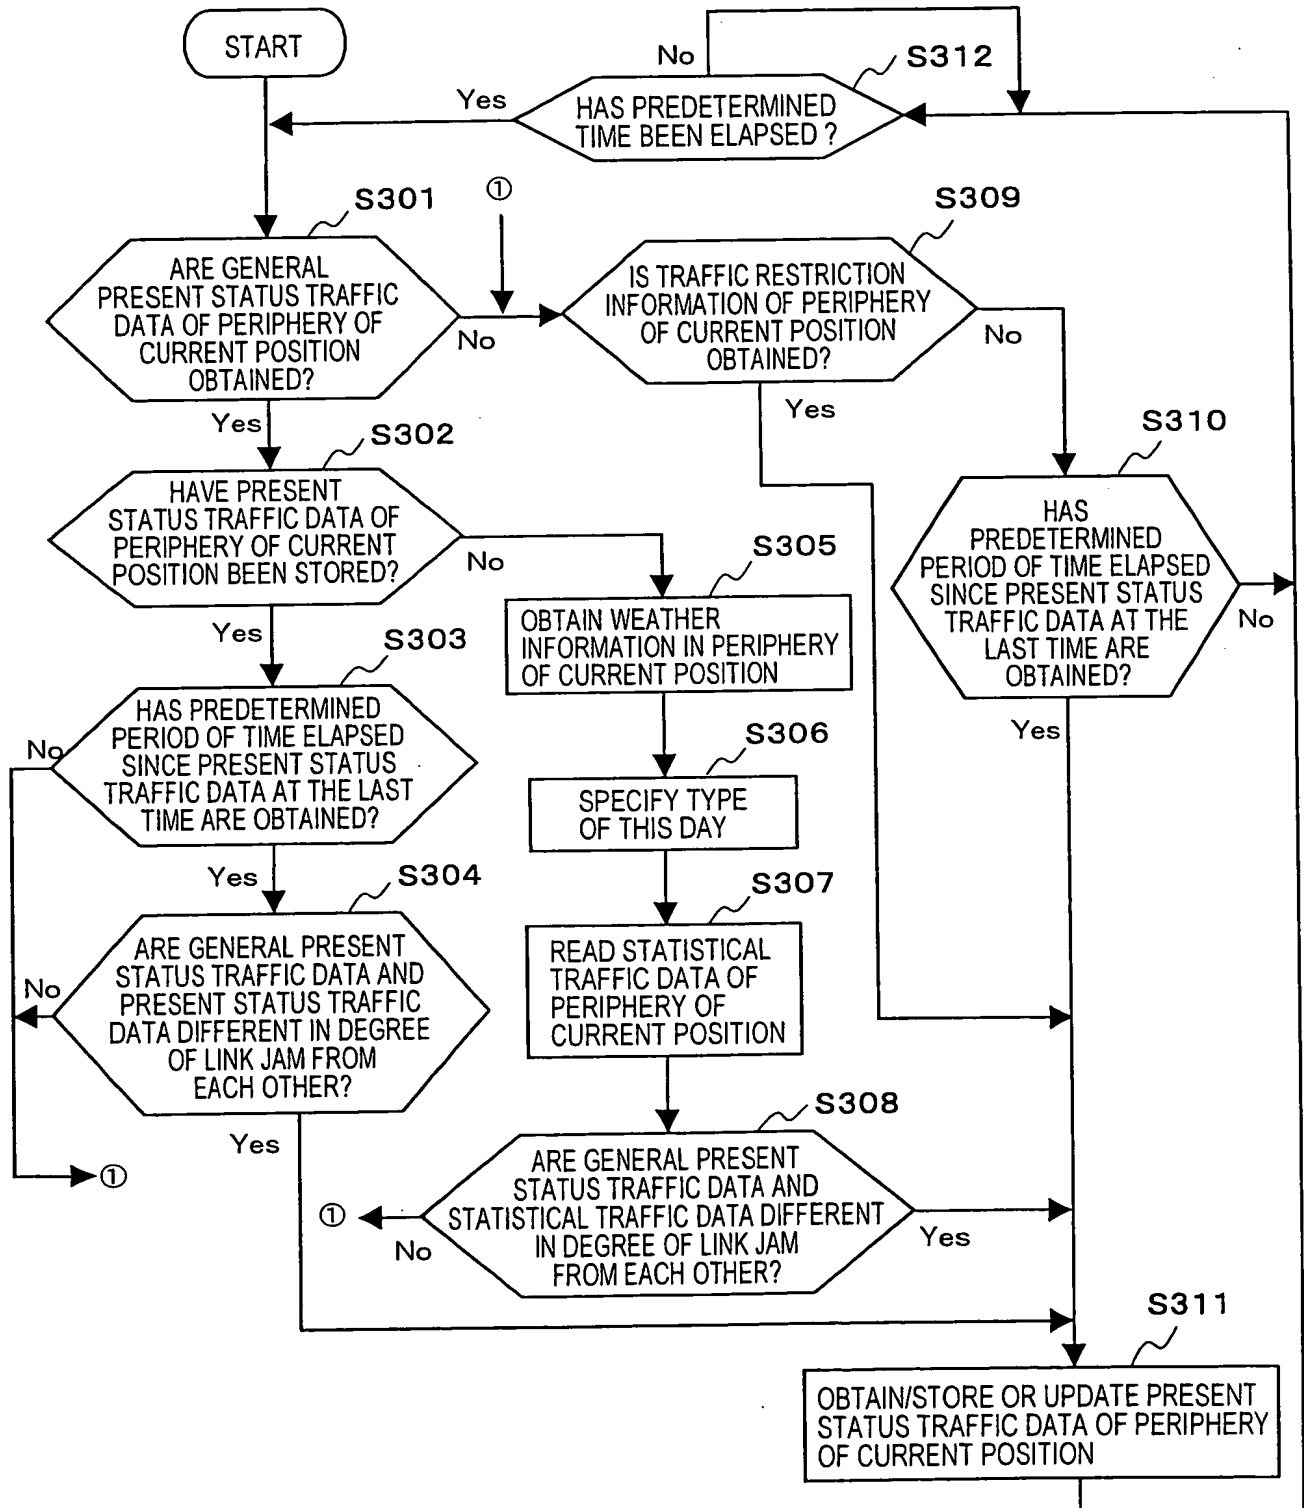 START
No
S312
Yes
HAS PREDETERMINED
TIME BEEN ELAPSED ?
S301
①
S309
ARE GENERAL
PRESENT STATUS TRAFFIC
DATA OF PERIPHERY OF
CURRENT POSITION
OBTAINED?
No
IS TRAFFIC RESTRICTION
INFORMATION OF PERIPHERY
OF CURRENT POSITION
OBTAINED?
No
Yes
Yes
S302
S310
HAVE PRESENT
STATUS TRAFFIC DATA OF
PERIPHERY OF CURRENT
POSITION BEEN STORED?
No
S305
HAS
PREDETERMINED
PERIOD OF TIME ELAPSED
SINCE PRESENT STATUS
TRAFFIC DATA AT THE
LAST TIME ARE
OBTAINED?
No
Yes
OBTAIN WEATHER
INFORMATION IN PERIPHERY
OF CURRENT POSITION
Yes
S303
HAS PREDETERMINED
PERIOD OF TIME ELAPSED
SINCE PRESENT STATUS
TRAFFIC DATA AT THE LAST
TIME ARE OBTAINED?
No
S306
SPECIFY TYPE
OF THIS DAY
Yes
S304
S307
ARE GENERAL PRESENT
STATUS TRAFFIC DATA AND
PRESENT STATUS TRAFFIC
DATA DIFFERENT IN DEGREE
OF LINK JAM FROM
EACH OTHER?
No
READ STATISTICAL
TRAFFIC DATA OF
PERIPHERY OF
CURRENT POSITION
Yes
S308
①
①
ARE GENERAL PRESENT
STATUS TRAFFIC DATA AND
STATISTICAL TRAFFIC DATA DIFFERENT
IN DEGREE OF LINK JAM
FROM EACH OTHER?
No
Yes
S311
OBTAIN/STORE OR UPDATE PRESENT
STATUS TRAFFIC DATA OF PERIPHERY
OF CURRENT POSITION